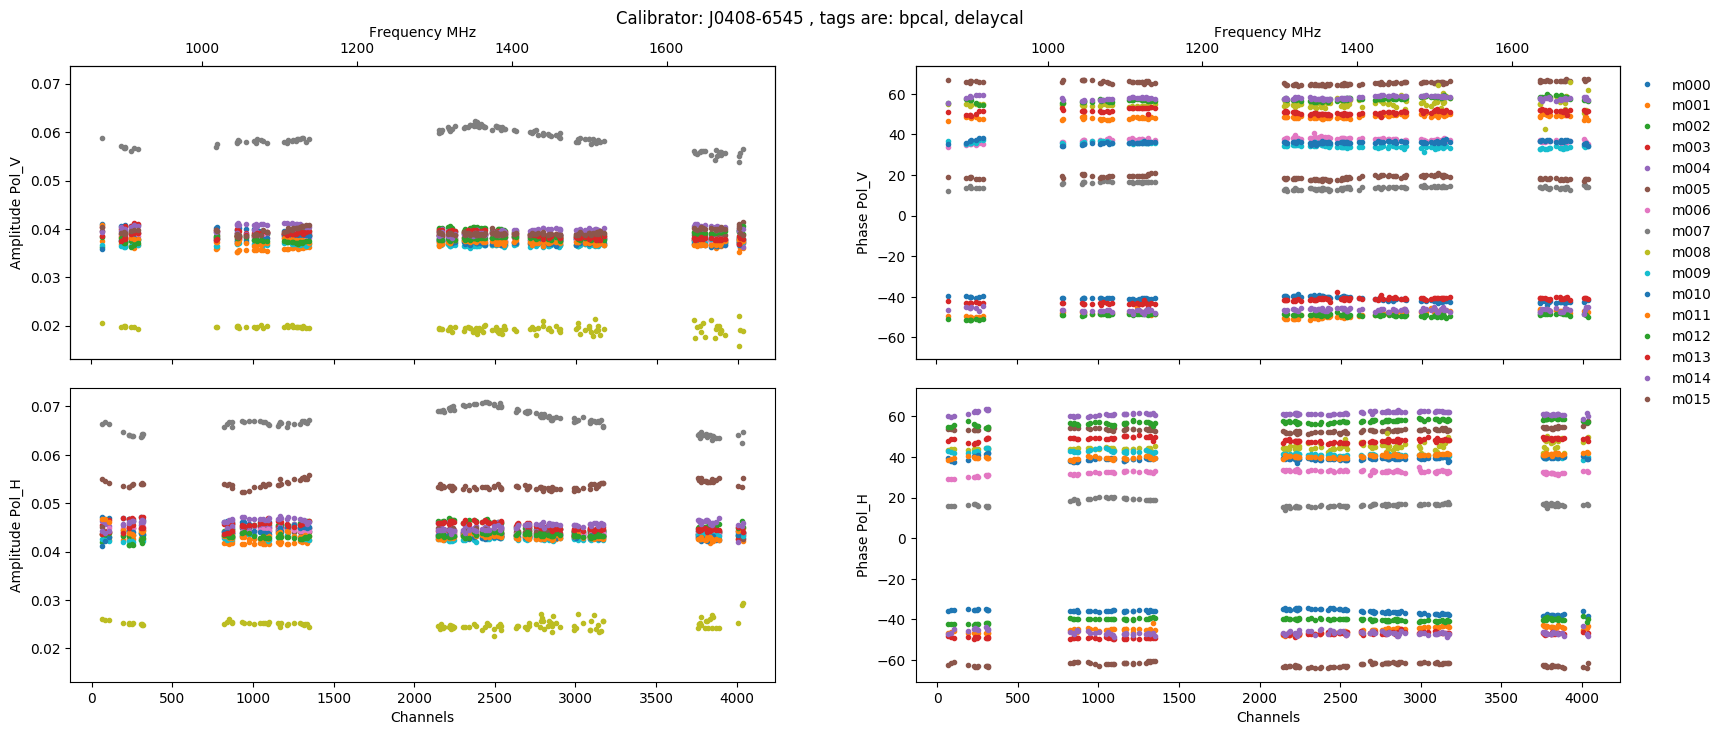 Calibrator: J0408-6545 , tags are: bpcal, delaycal
Frequency MHz
1000 1200 1400 1600
0.07
0.06
0.05
0.04
0.03
0.02
Amplitude Pol_V
Frequency MHz
1000 1200 1400 1600
60
40
20
0
−20
−40
−60
Phase Pol_V
m000
m001
m002
m003
m004
m005
m006
m007
m008
m009
m010
m011
m012
m013
m014
m015
0.07
0.06
0.05
0.04
0.03
0.02
Amplitude Pol_H
0 500 1000 1500 2000 2500 3000 3500 4000
Channels
60
40
20
0
−20
−40
−60
Phase Pol_H
0 500 1000 1500 2000 2500 3000 3500 4000
Channels